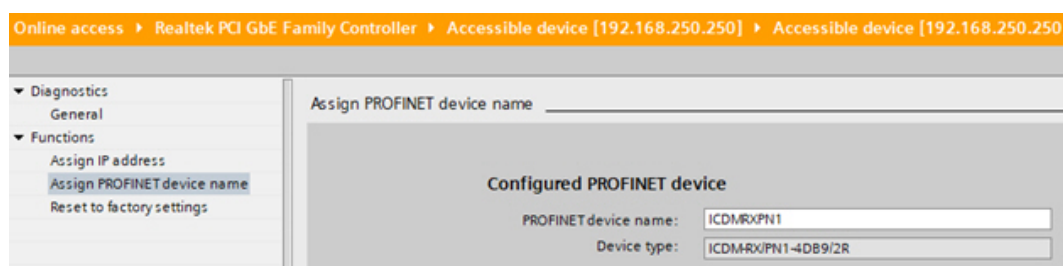 Online access ▸ Realtek PCI GbE Family Controller ▸ Accessible device [192.168.250.250] ▸ Accessible device [192.168.250.250
Diagnostics
General
Functions
Assign IP address
Assign PROFINET device name
Reset to factory settings
Assign PROFINET device name
Configured PROFINET device
PROFINET device name: ICDMRXPN1
Device type: ICDM-RX/PN1-4DB9/2R